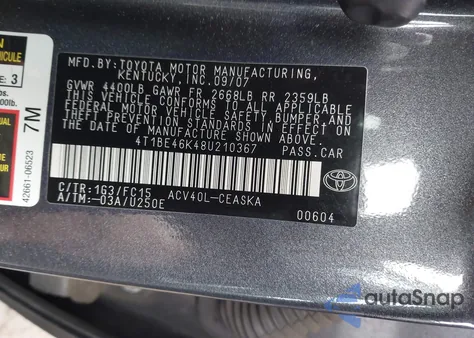 MFD.BY:TOYOTA MOTOR MANUFACTURING,
KENTUCKY,INC.09/07
GVWR 4400LB GAWR FR 2668LB RR 2359LB
THIS VEHICLE CONFORMS TO ALL APPLICABLE
FEDERAL MOTOR VEHICLE SAFETY,BUMPER,AND
THEFT PREVENTION STANDARDS IN EFFECT
ON THE DATE OF MANUFACTURE SHOWN ABOVE.
4T1BE46K48U210367 PASS.CAR
C/TR:1G3/FC15 ACV40L-CEASKA
A/TM:-03A/U250E
00604
TOYOTA
3
7M
42661-06523
autoSnap